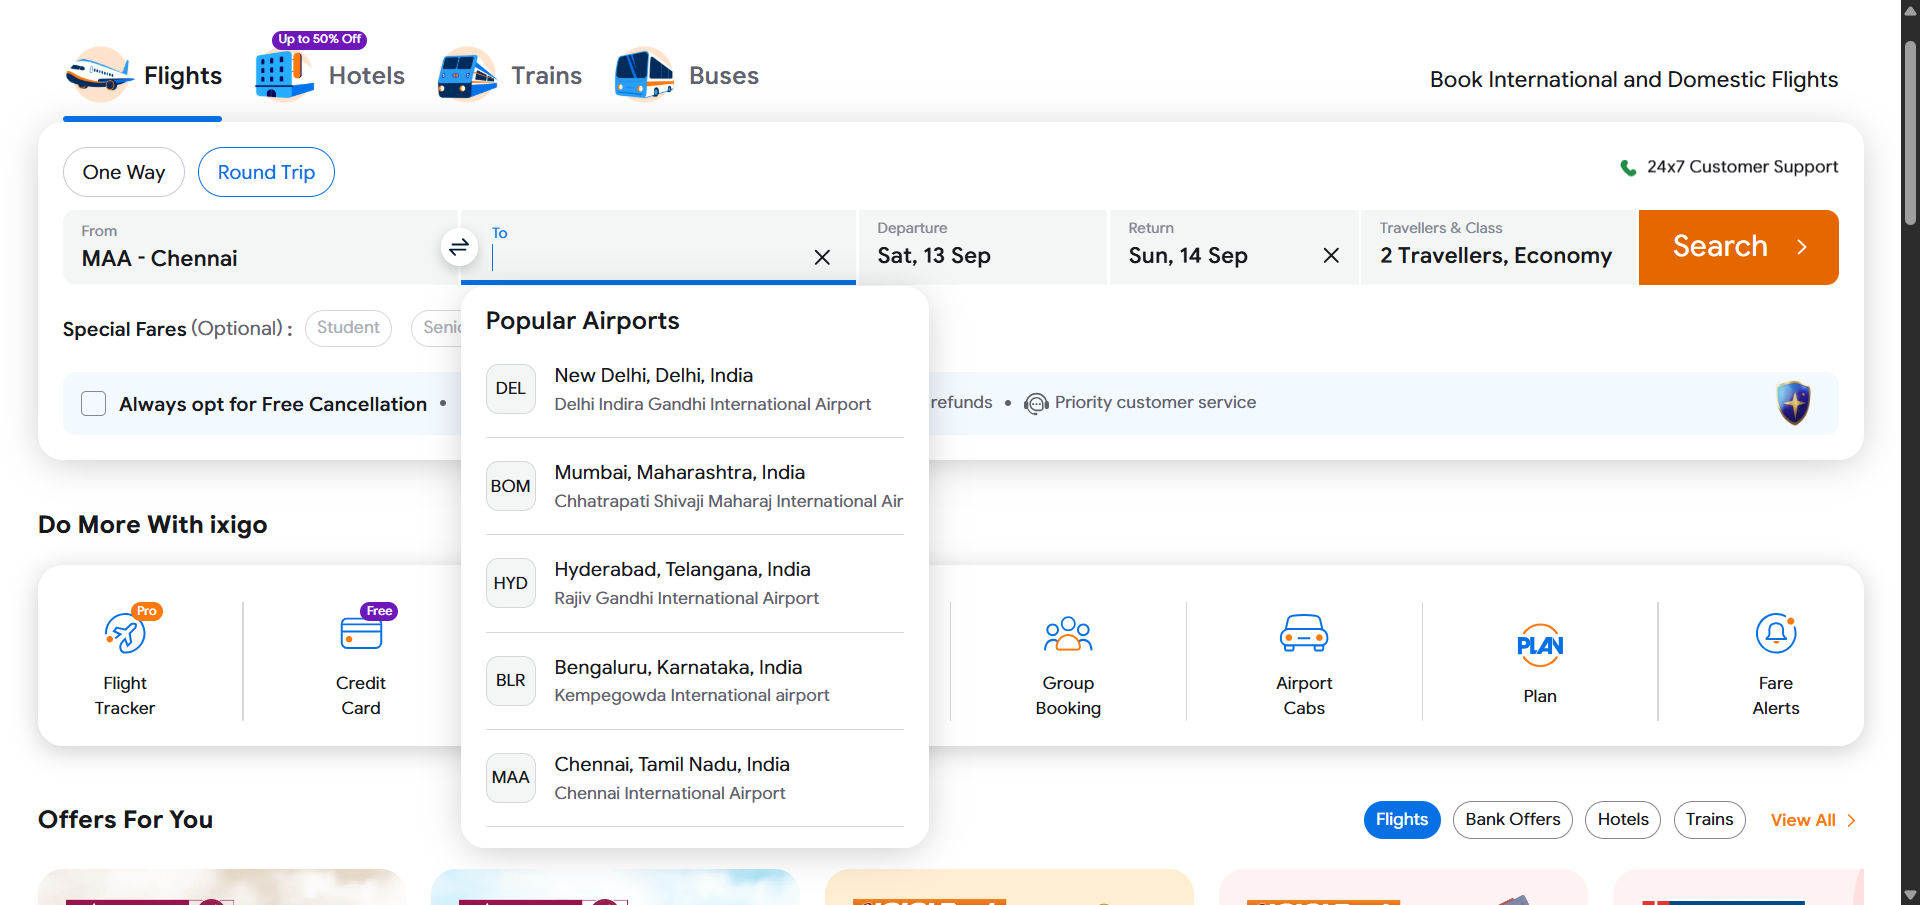 Up to 50% Off
Flights
Hotels
Trains
Buses
Book International and Domestic Flights
One Way
Round Trip
24x7 Customer Support
From
MAA - Chennai
To
Departure
Sat, 13 Sep
Return
Sun, 14 Sep
Travellers & Class
2 Travellers, Economy
Search
Special Fares (Optional) :
Student
Popular Airports
DEL
New Delhi, Delhi, India
Delhi Indira Gandhi International Airport
Always opt for Free Cancellation •
refunds • Priority customer service
BOM
Mumbai, Maharashtra, India
Chhatrapati Shivaji Maharaj International Air
HYD
Hyderabad, Telangana, India
Rajiv Gandhi International Airport
BLR
Bengaluru, Karnataka, India
Kempegowda International airport
MAA
Chennai, Tamil Nadu, India
Chennai International Airport
Do More With ixigo
Pro
Flight
Tracker
Free
Credit
Card
Group
Booking
Airport
Cabs
PLAN
Plan
Fare
Alerts
Offers For You
Flights
Bank Offers
Hotels
Trains
View All